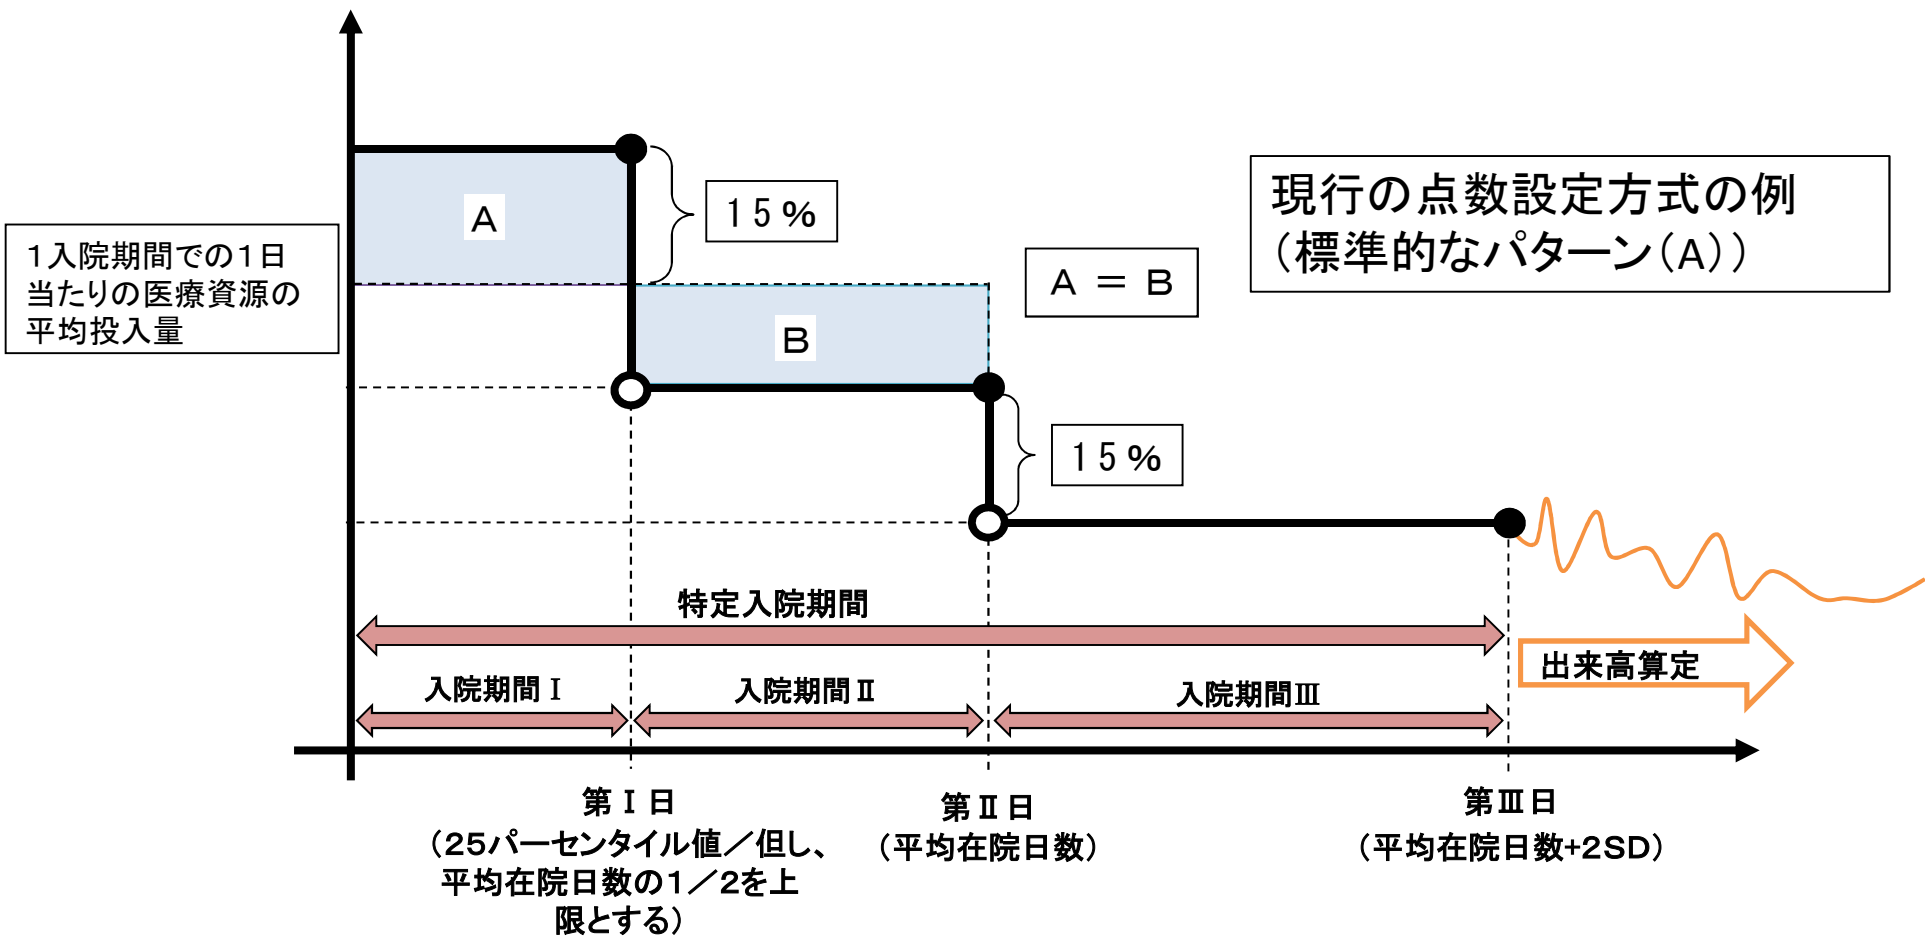 現行の点数設定方式の例
（標準的なパターン（A））
A
15%
1入院期間での1日
当たりの医療資源の
平均投入量
A ＝ B
B
15%
特定入院期間
出来高算定
入院期間Ⅰ
入院期間Ⅱ
入院期間Ⅲ
第Ⅰ日
（25パーセンタイル値／但し、
平均在院日数の1／2を上
限とする）
第Ⅱ日
（平均在院日数）
第Ⅲ日
（平均在院日数+2SD）